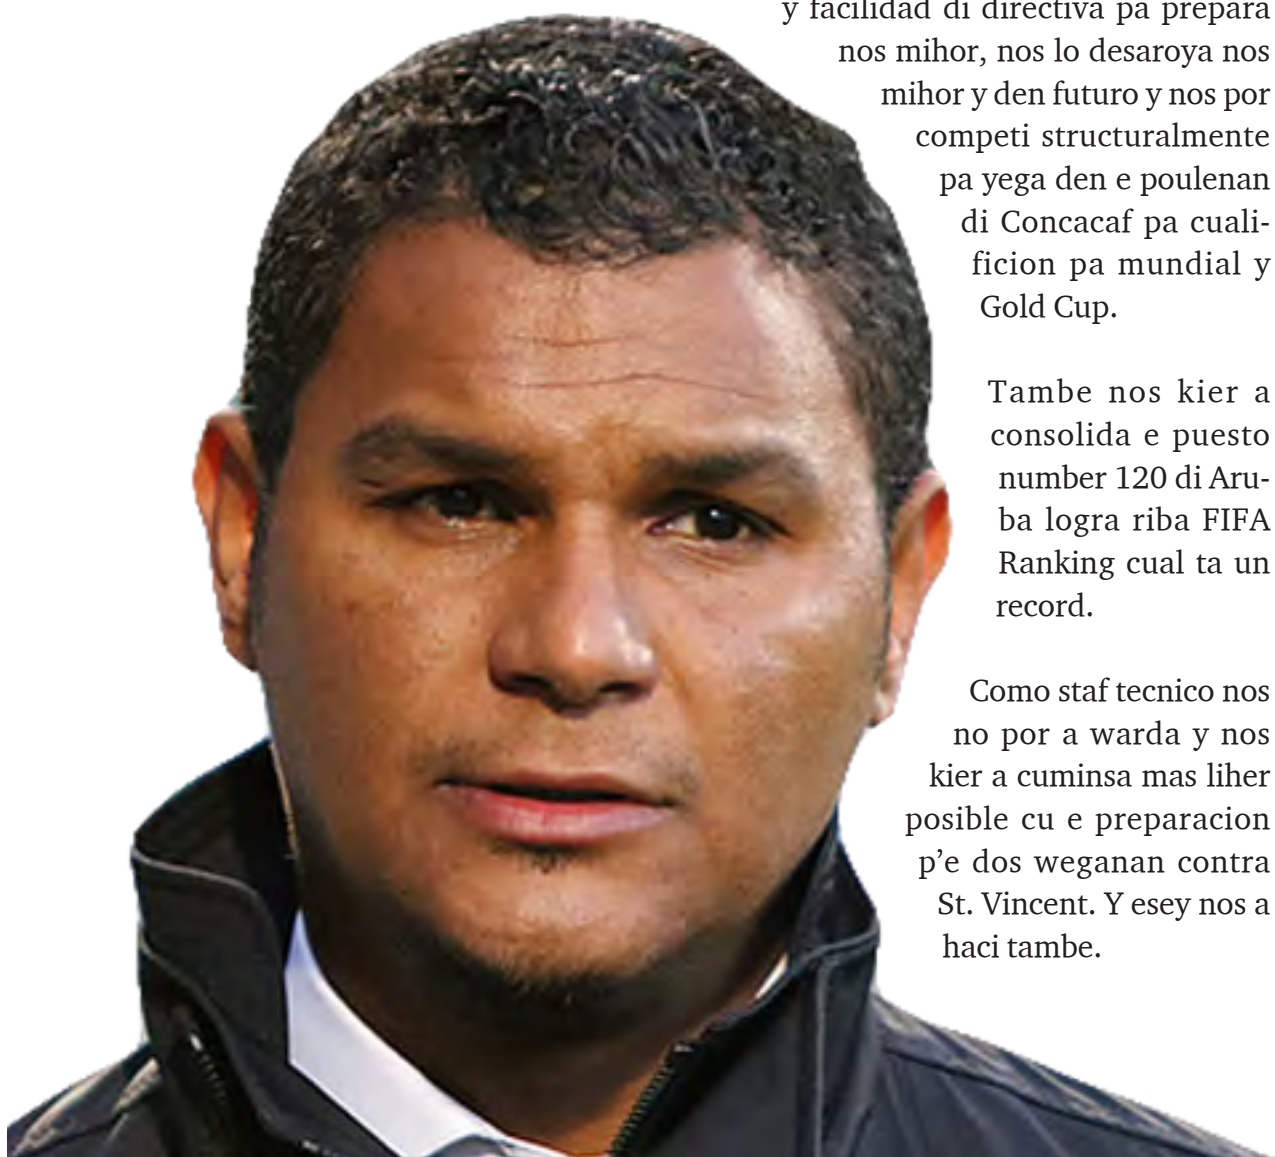 y facilidad di directiva pa prepara
nos mihor, nos lo desaroya nos
mihor y den futuro y nos por
competi structuralmente
pa yega den e poulenan
di Concacaf pa cuali-
ficion pa mundial y
Gold Cup.
Tambe nos kier a
consolida e puesto
number 120 di Aru-
ba logra riba FIFA
Ranking cual ta un
record.
Como staf tecnico nos
no por a warda y nos
kier a cuminsa mas liher
posible cu e preparacion
p’e dos weganan contra
St. Vincent. Y esey nos a
haci tambe.